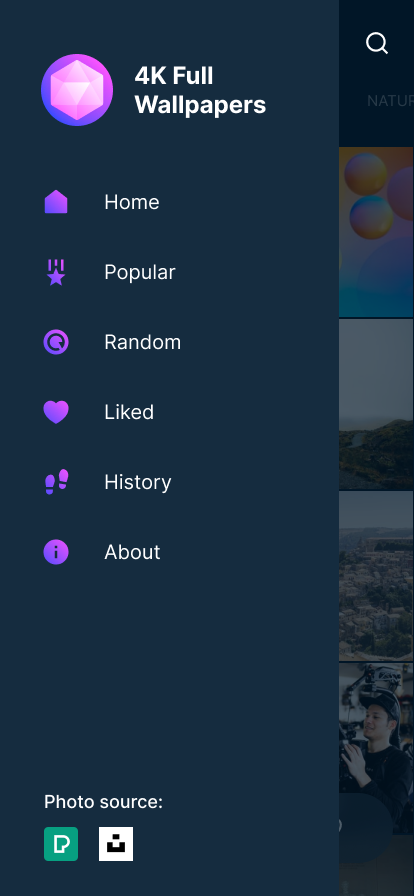 4K Full
Wallpapers
NATUR
Home
Popular
Random
Liked
History
About
Photo source: